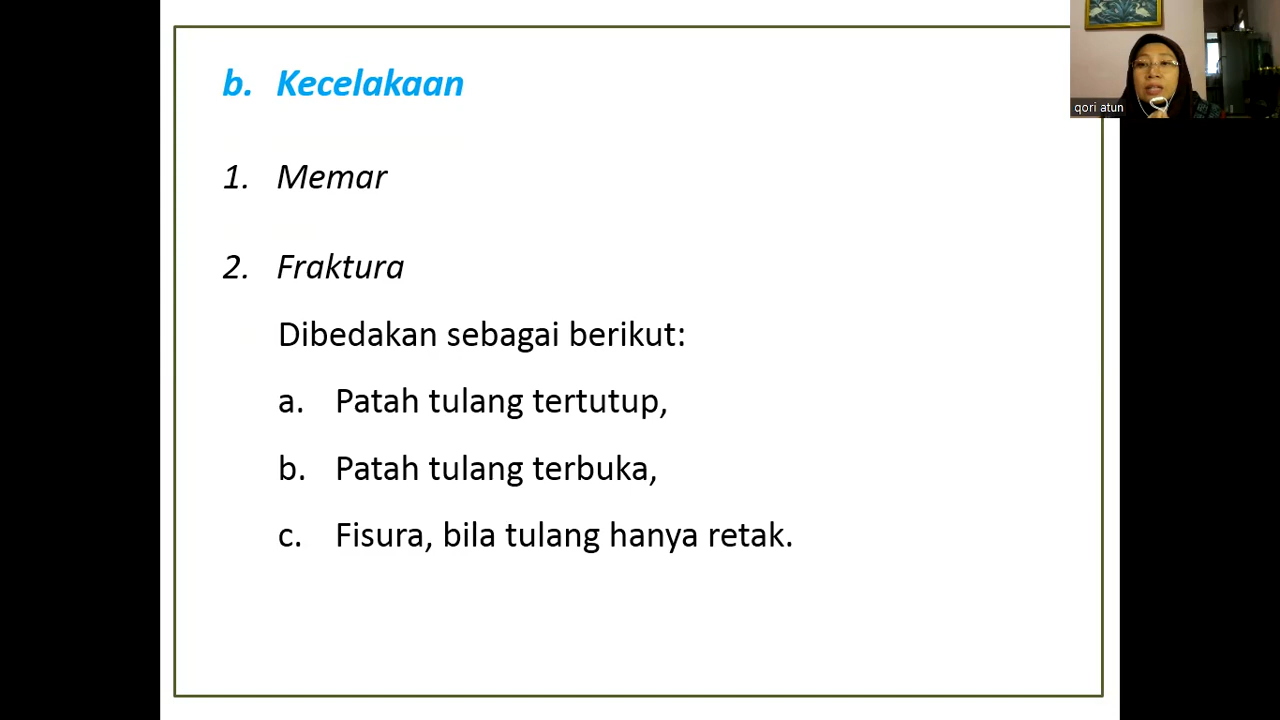 b. Kecelakaan
1. Memar
2. Fraktura
Dibedakan sebagai berikut:
a. Patah tulang tertutup,
b. Patah tulang terbuka,
c. Fisura, bila tulang hanya retak.
qori atun